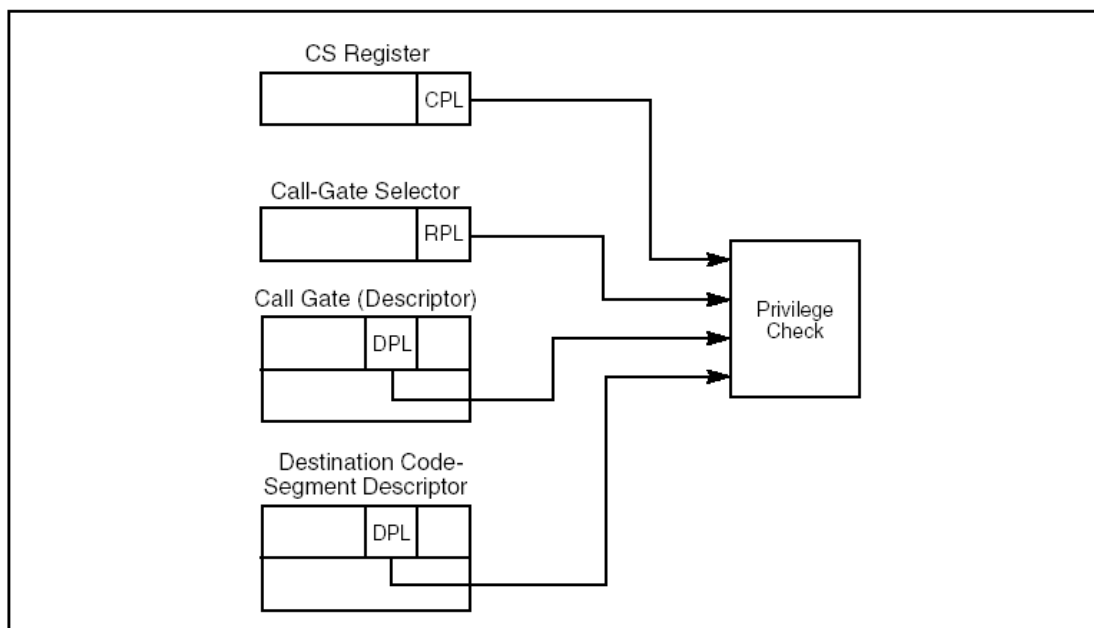 CS Register
CPL
Call-Gate Selector
RPL
Call Gate (Descriptor)
DPL
Privilege
Check
Destination Code-
Segment Descriptor
DPL